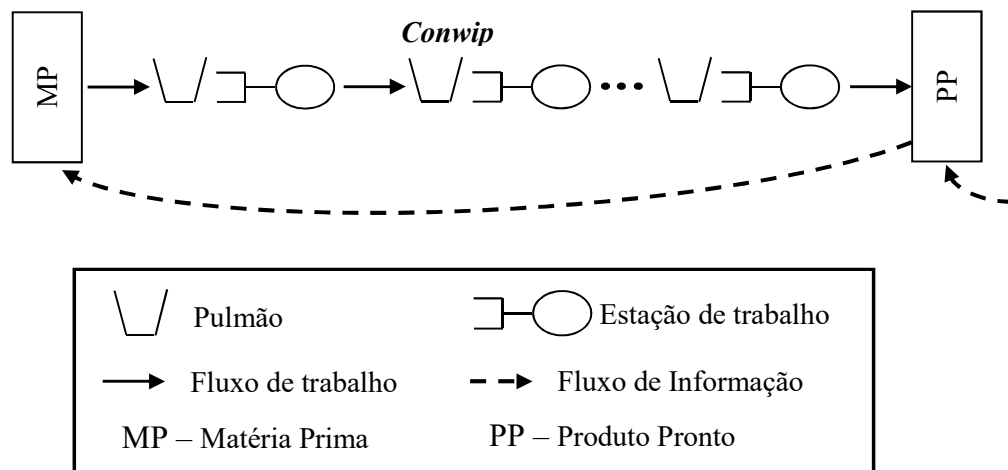 Conwip
MP
PP
Pulmão
Estação de trabalho
Fluxo de trabalho
Fluxo de Informação
MP – Matéria Prima
PP – Produto Pronto